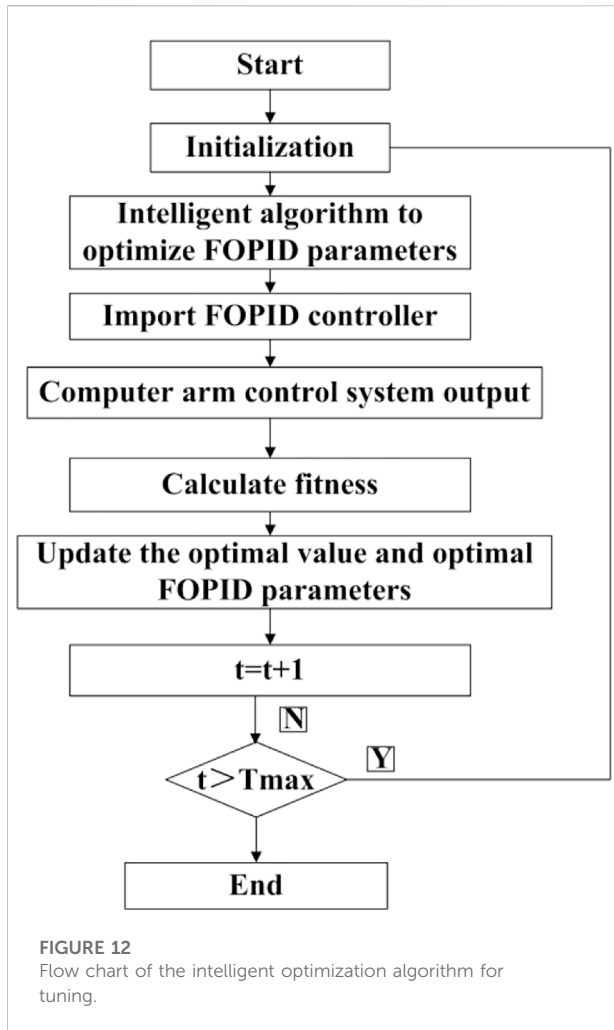 Start
Initialization
Intelligent algorithm to
optimize FOPID parameters
Import FOPID controller
Computer arm control system output
Calculate fitness
Update the optimal value and optimal
FOPID parameters
t=t+1
N
t＞Tmax
Y
End
FIGURE 12
Flow chart of the intelligent optimization algorithm for
tuning.